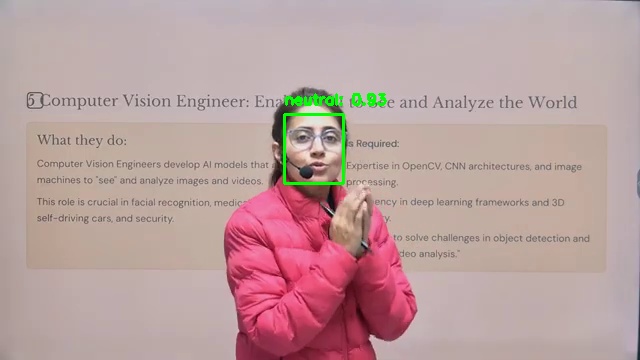 5 Computer Vision Engineer: Ena to See and Analyze the World
neutral: 0.93
What they do:
Computer Vision Engineers develop AI models that a
machines to "see" and analyze images and videos.
This role is crucial in facial recognition, medic
self-driving cars, and security.
s Required:
Expertise in OpenCV, CNN architectures, and image
processing.
ency in deep learning frameworks and 3D
to solve challenges in object detection and
deo analysis."